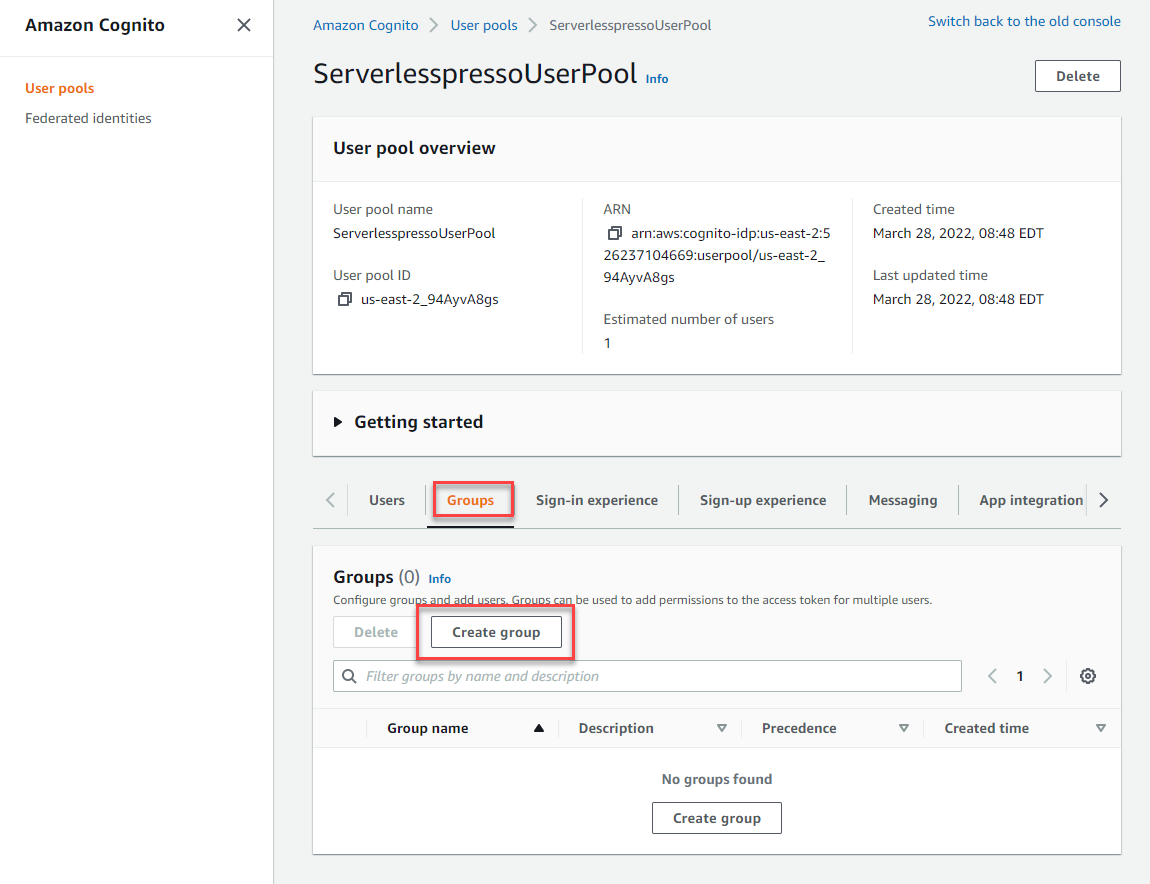 Amazon Cognito
User pools
Federated identities
Amazon Cognito User pools ServerlesspressoUserPool
Switch back to the old console
ServerlesspressoUserPool Info
Delete
User pool overview
User pool name
ServerlesspressoUserPool
User pool ID
us-east-2_94AyvA8gs
ARN
arn:aws:cognito-idp:us-east-2:5
26237104669:userpool/us-east-2_
94AyvA8gs
Estimated number of users
1
Created time
March 28, 2022, 08:48 EDT
Last updated time
March 28, 2022, 08:48 EDT
Getting started
Users Groups Sign-in experience Sign-up experience Messaging App integration
Groups (0) Info
Configure groups and add users. Groups can be used to add permissions to the access token for multiple users.
Delete Create group
Filter groups by name and description 1
Group name Description Precedence Created time
No groups found
Create group